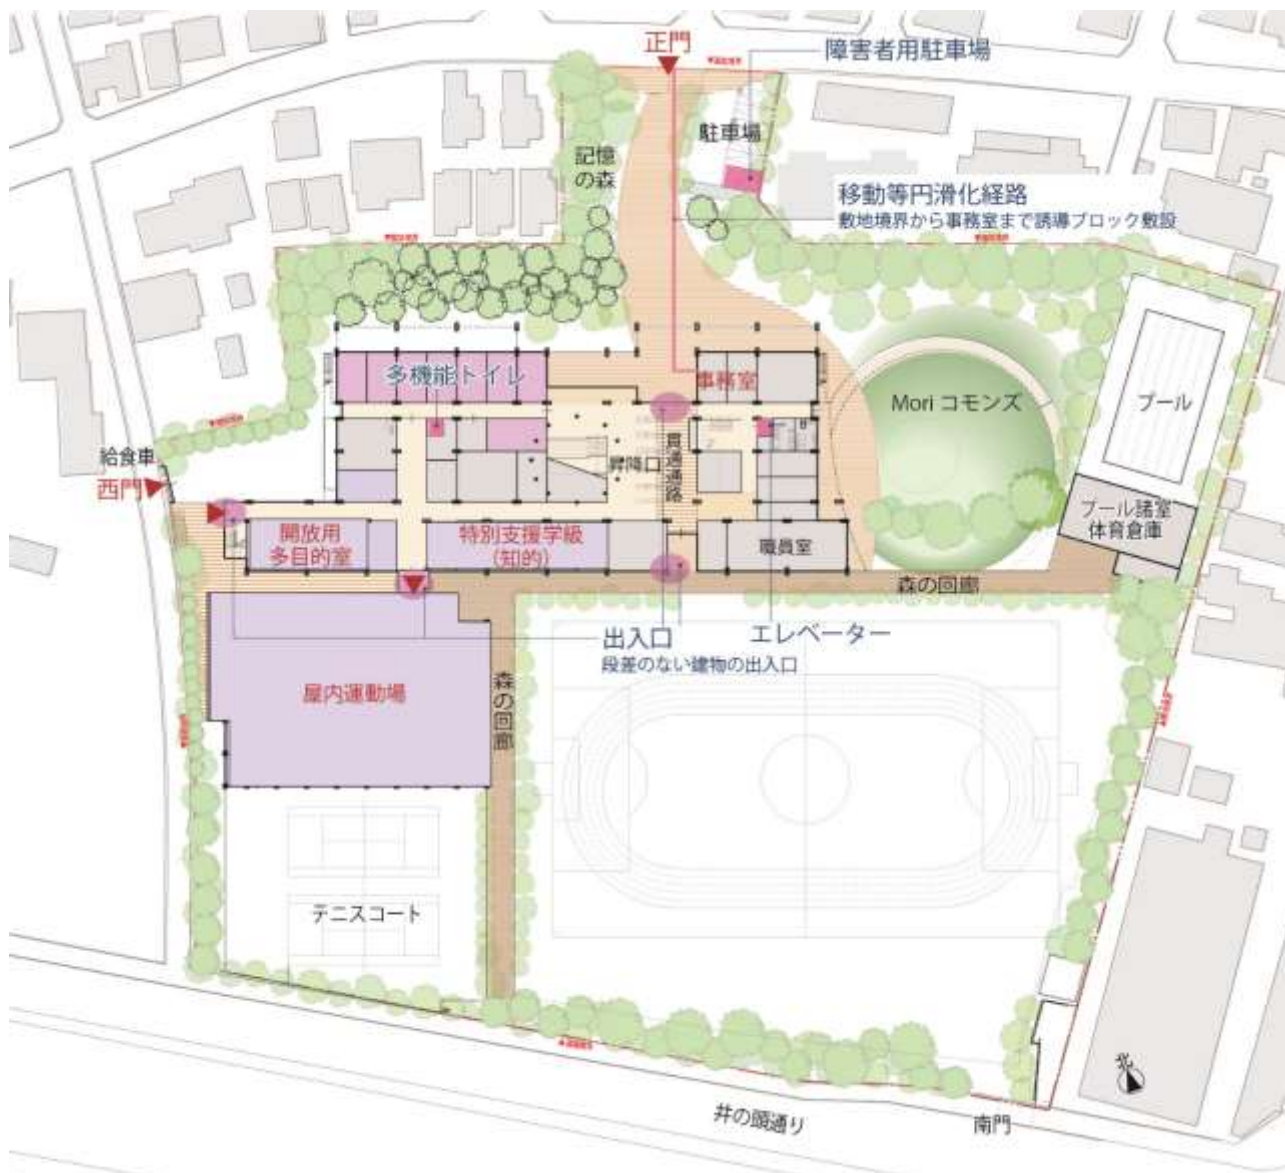 正門
障害者用駐車場
駐車場
記憶
の森
移動等円滑化経路
敷地境界から事務室まで誘導ブロック敷設
多機能トイレ
事務室
Mori コモンズ
プール
給食車
西門
昇降口
貫通通路
プール諸室
体育倉庫
開放用
多目的室
特別支援学級
(知的)
職員室
森の回廊
出入口
段差のない建物の出入口
エレベーター
屋内運動場
森の回廊
テニスコート
北
井の頭通り
南門